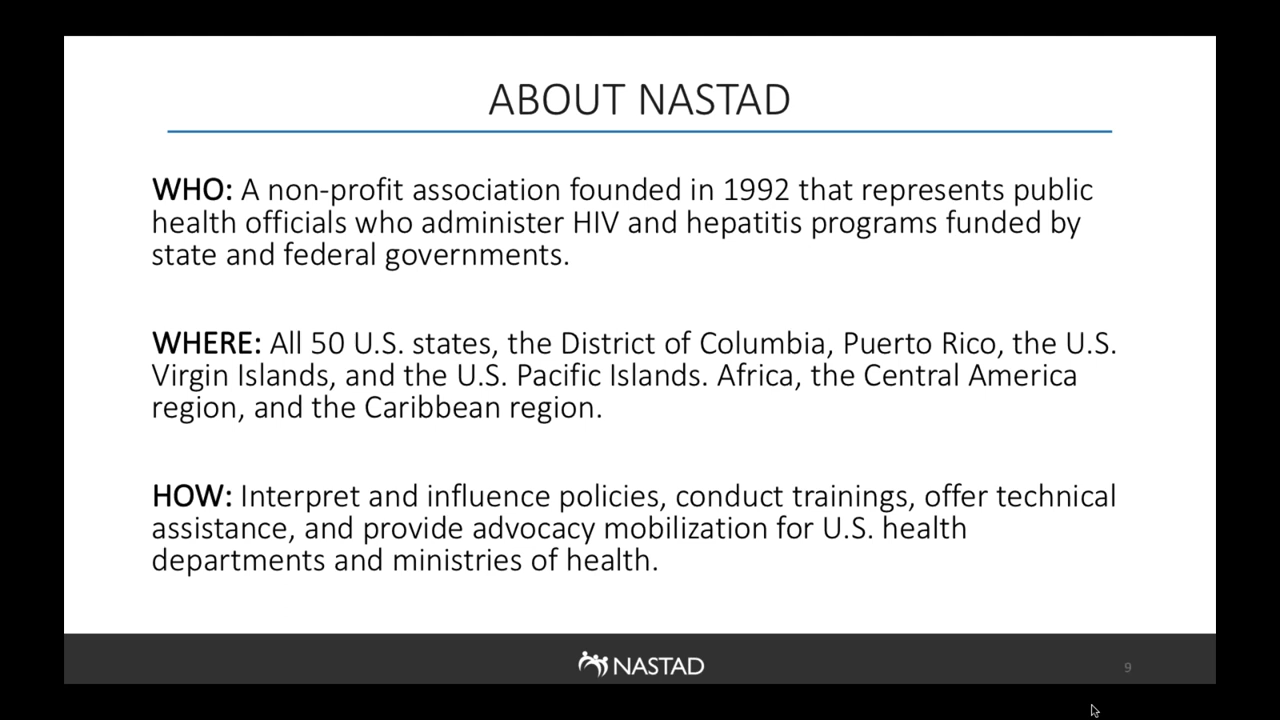 ABOUT NASTAD
WHO: A non-profit association founded in 1992 that represents public
health officials who administer HIV and hepatitis programs funded by
state and federal governments.
WHERE: All 50 U.S. states, the District of Columbia, Puerto Rico, the U.S.
Virgin Islands, and the U.S. Pacific Islands. Africa, the Central America
region, and the Caribbean region.
HOW: Interpret and influence policies, conduct trainings, offer technical
assistance, and provide advocacy mobilization for U.S. health
departments and ministries of health.
NASTAD
9